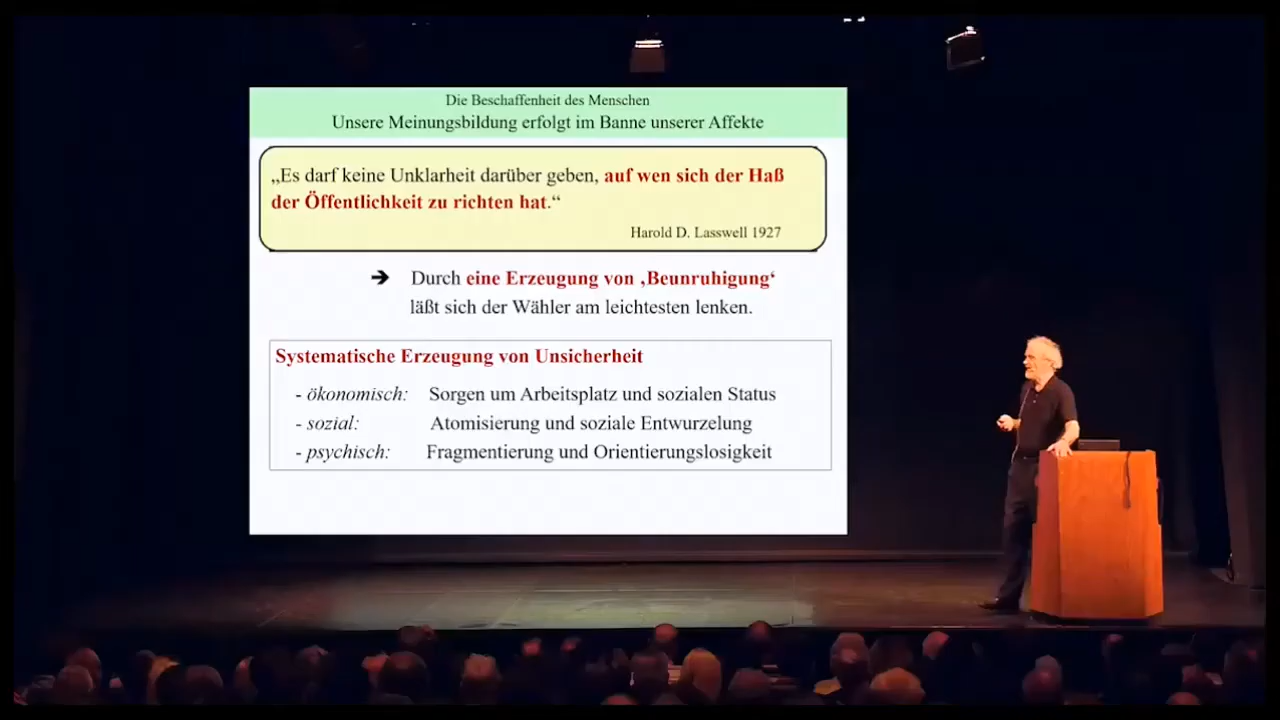 Die Beschaffenheit des Menschen
Unsere Meinungsbildung erfolgt im Banne unserer Affekte
„Es darf keine Unklarheit darüber geben, auf wen sich der Haß
der Öffentlichkeit zu richten hat.“
Harold D. Lasswell 1927
➔ Durch eine Erzeugung von ‚Beunruhigung‘
läßt sich der Wähler am leichtesten lenken.
Systematische Erzeugung von Unsicherheit
- ökonomisch: Sorgen um Arbeitsplatz und sozialen Status
- sozial: Atomisierung und soziale Entwurzelung
- psychisch: Fragmentierung und Orientierungslosigkeit